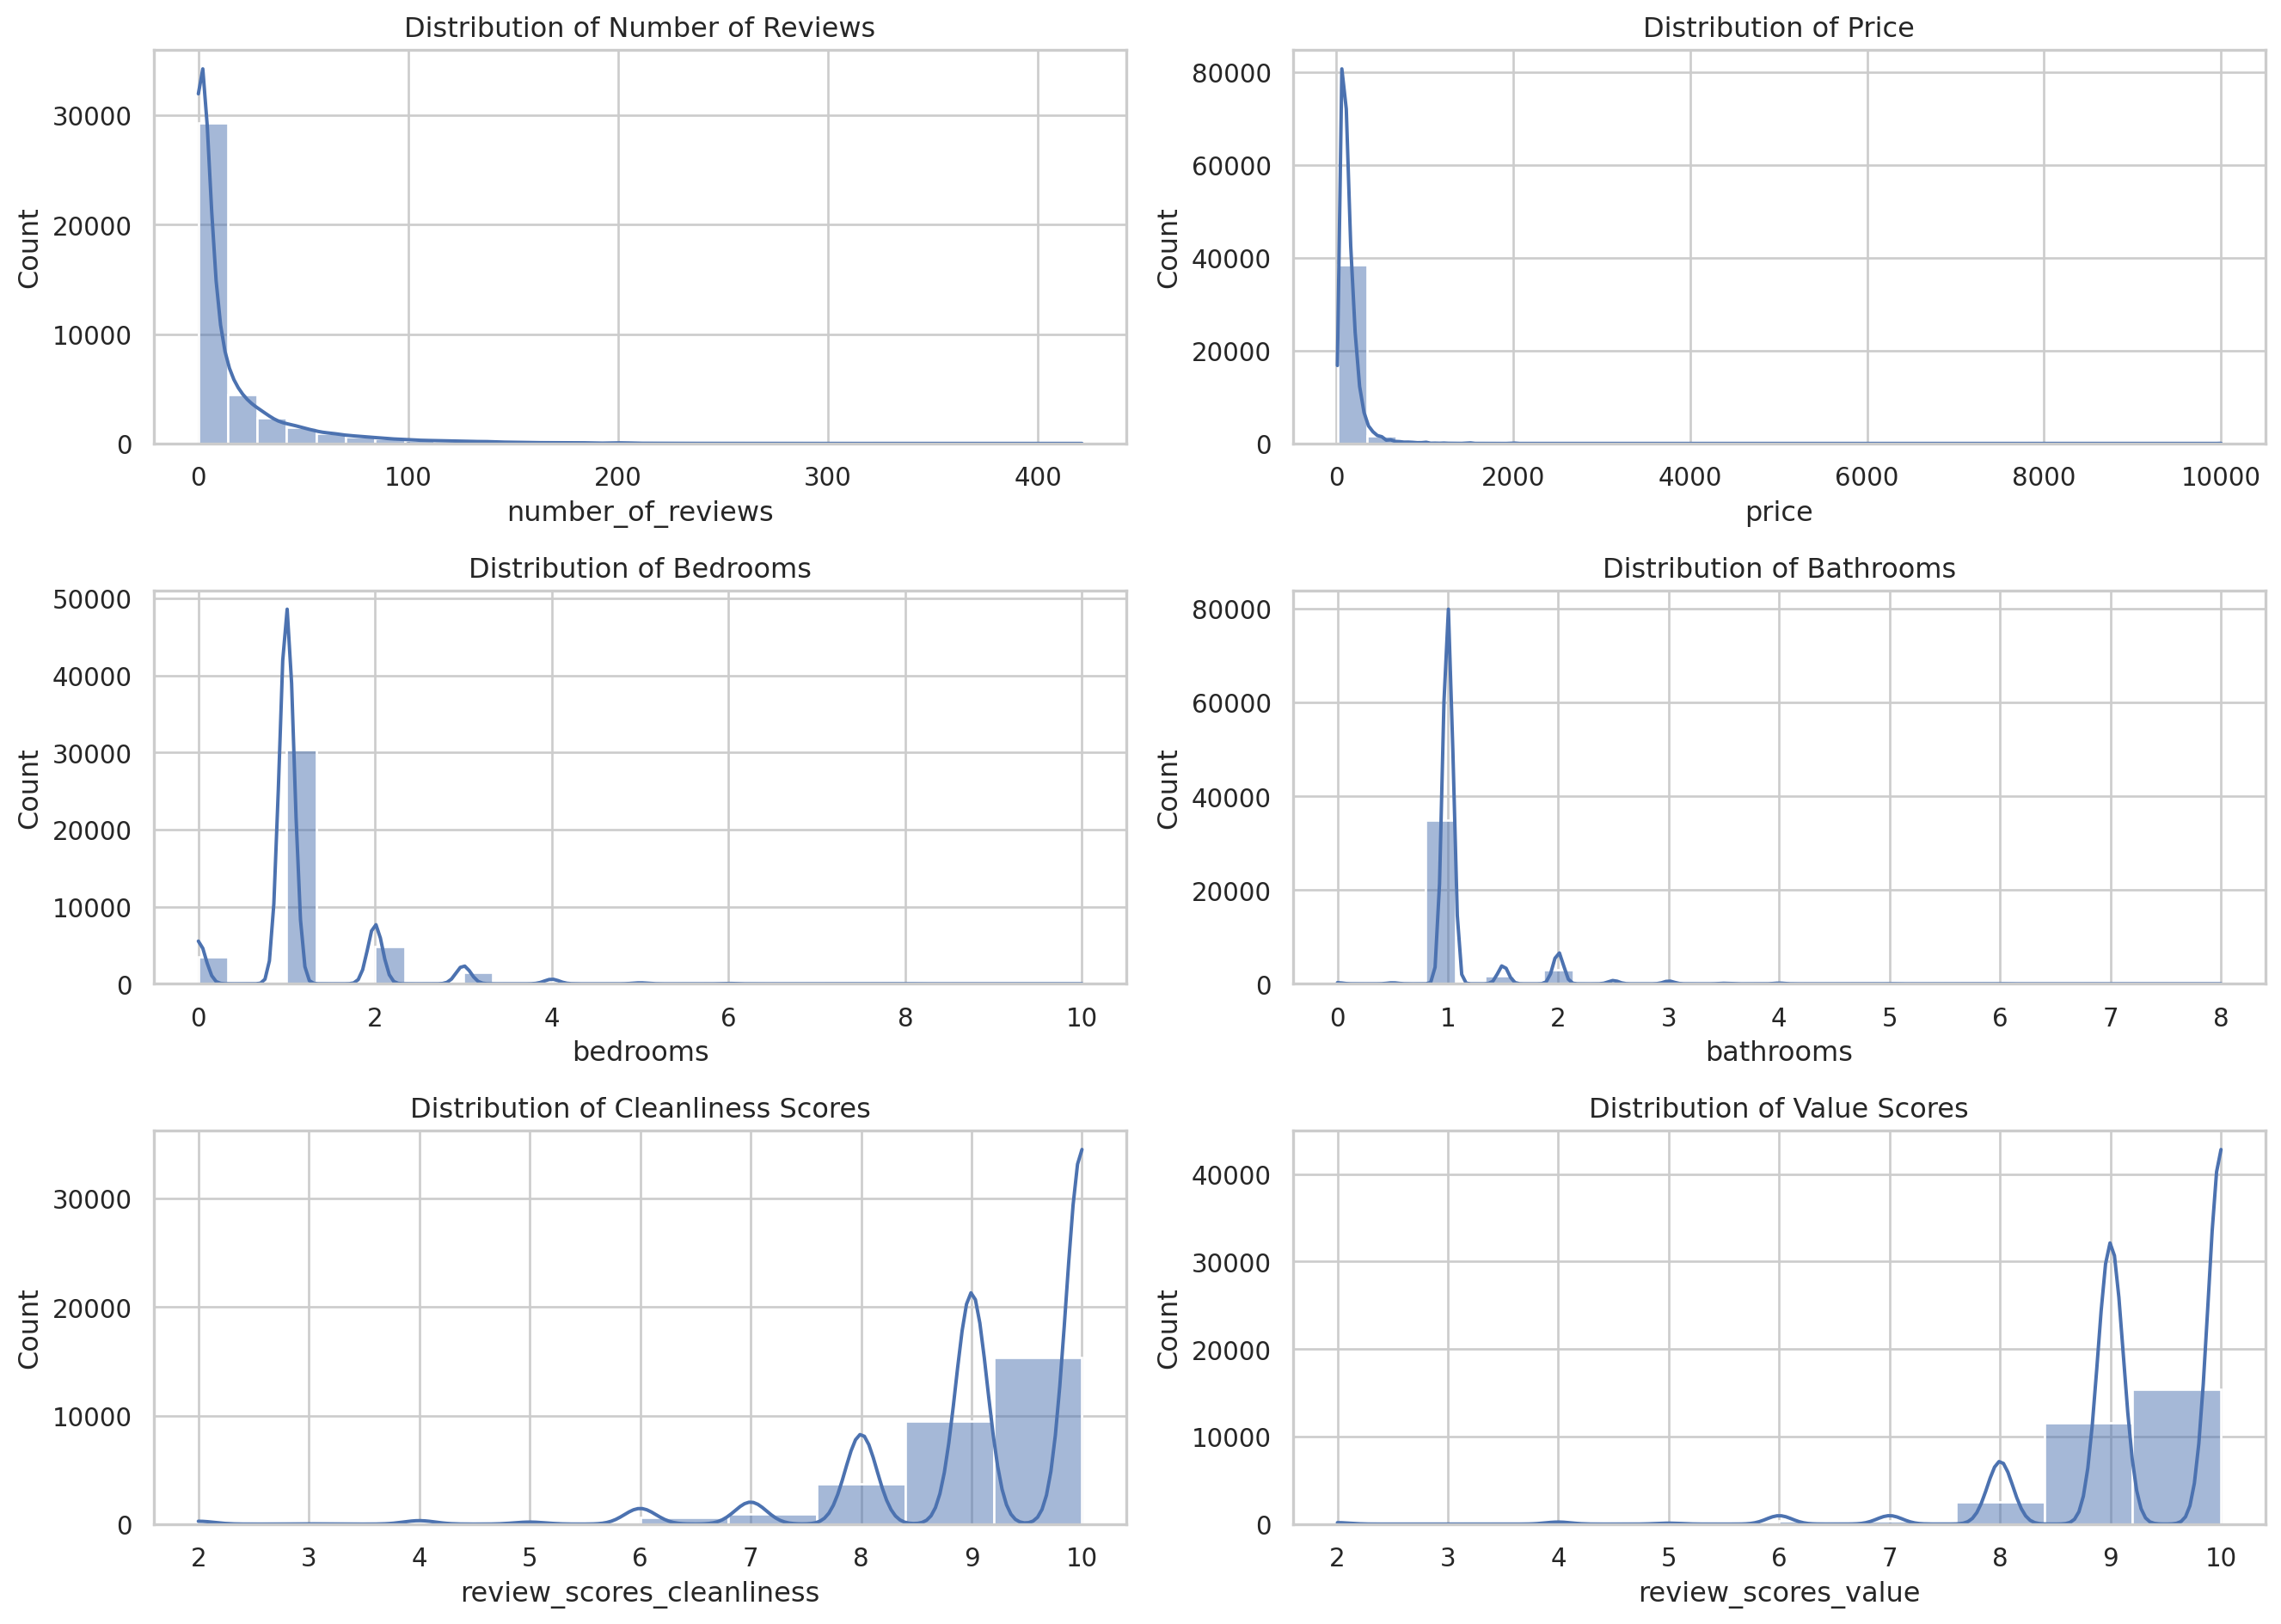 Distribution of Number of Reviews
Count
30000
20000
10000
0
0 100 200 300 400
number_of_reviews
Distribution of Price
Count
80000
60000
40000
20000
0
0 2000 4000 6000 8000 10000
price
Distribution of Bedrooms
Count
50000
40000
30000
20000
10000
0
0 2 4 6 8 10
bedrooms
Distribution of Bathrooms
Count
80000
60000
40000
20000
0
0 1 2 3 4 5 6 7 8
bathrooms
Distribution of Cleanliness Scores
Count
30000
20000
10000
0
2 3 4 5 6 7 8 9 10
review_scores_cleanliness
Distribution of Value Scores
Count
40000
30000
20000
10000
0
2 3 4 5 6 7 8 9 10
review_scores_value